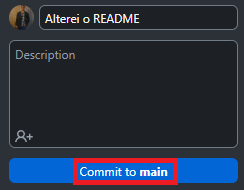 Alterei o README
Description
Commit to main